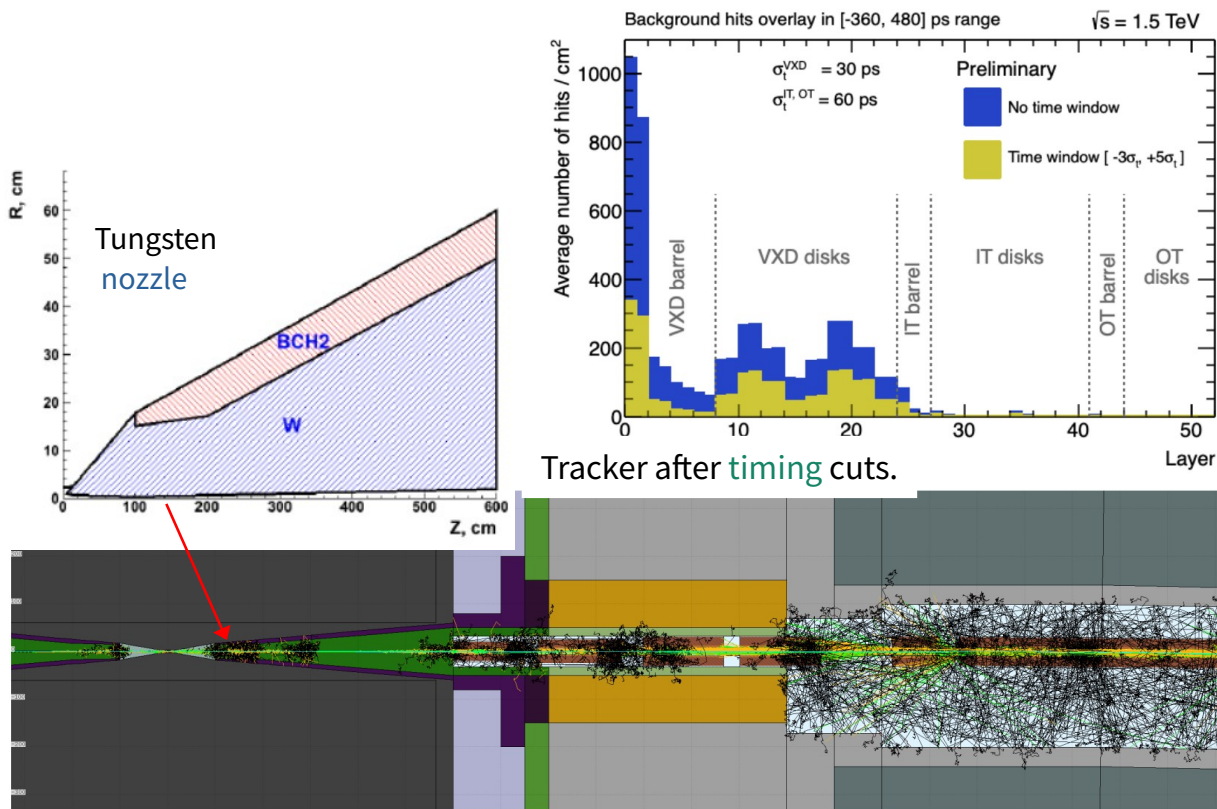 Background hits overlay in [-360, 480] ps range
√s = 1.5 TeV
Average number of hits / cm²
1000
800
600
400
200
0
σₜ^VXD = 30 ps
σₜ^IT, OT = 60 ps
Preliminary
No time window
Time window [ -3σₜ, +5σₜ ]
VXD barrel
VXD disks
IT barrel
IT disks
OT barrel
OT
disks
0 10 20 30 40 50
Layer
R, cm
60
50
40
30
20
10
0
Tungsten
nozzle
BCH2
W
0 100 200 300 400 500 600
Z, cm
Tracker after timing cuts.